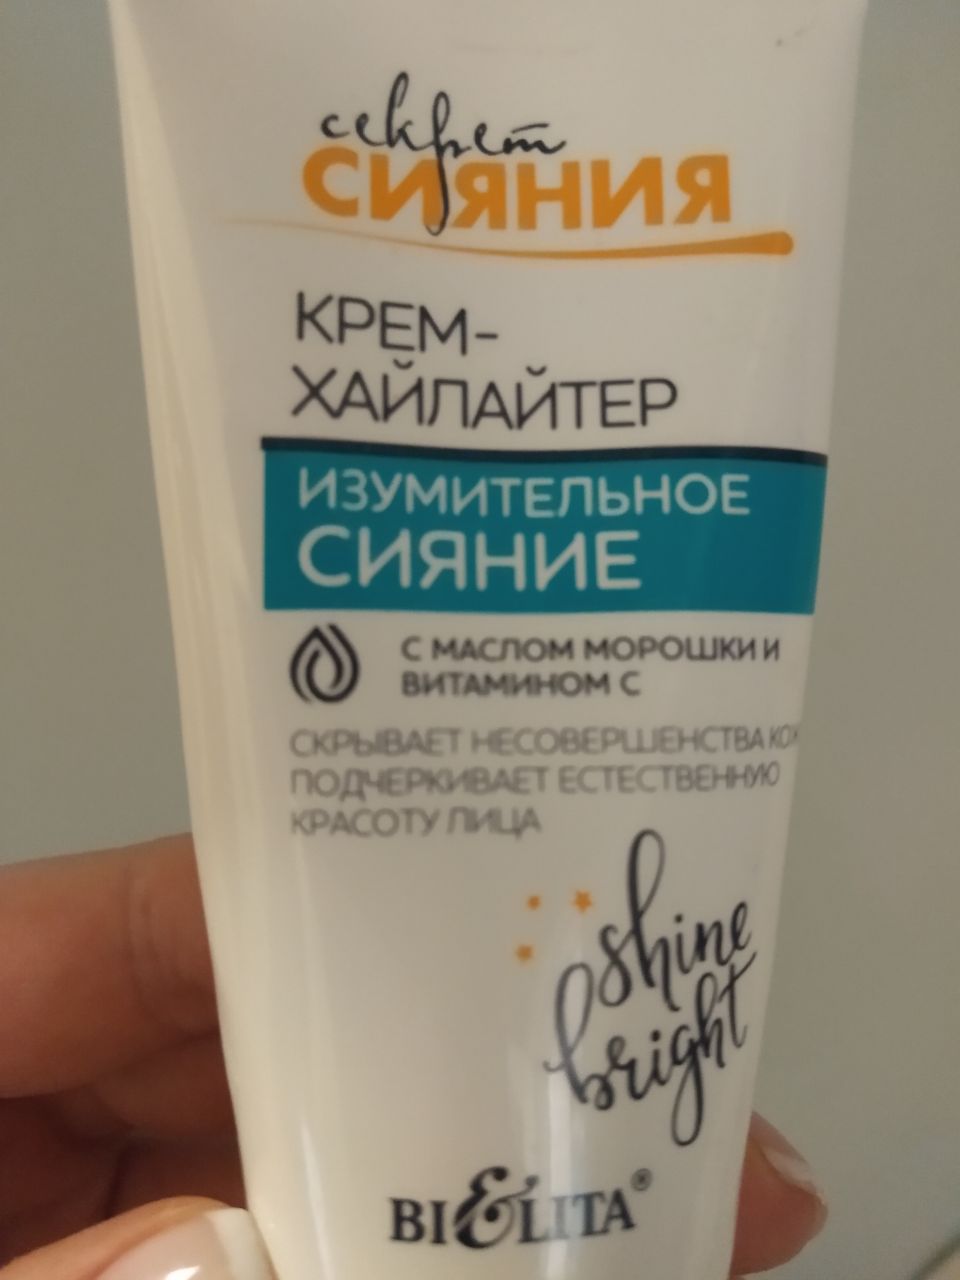 секрет
СИЯНИЯ
КРЕМ-
ХАЙЛАЙТЕР
ИЗУМИТЕЛЬНОЕ
СИЯНИЕ
С МАСЛОМ МОРОШКИ И
ВИТАМИНОМ С
СКРЫВАЕТ НЕСОВЕРШЕНСТВА
ПОДЧЕРКИВАЕТ ЕСТЕСТВЕННУЮ
КРАСОТУ ЛИЦА
shine
bright
BIELITA®